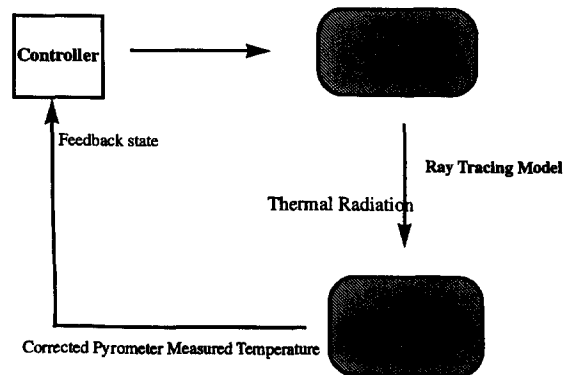 Controller
Feedback state
Ray Tracing Model
Thermal Radiation
Corrected Pyrometer Measured Temperature